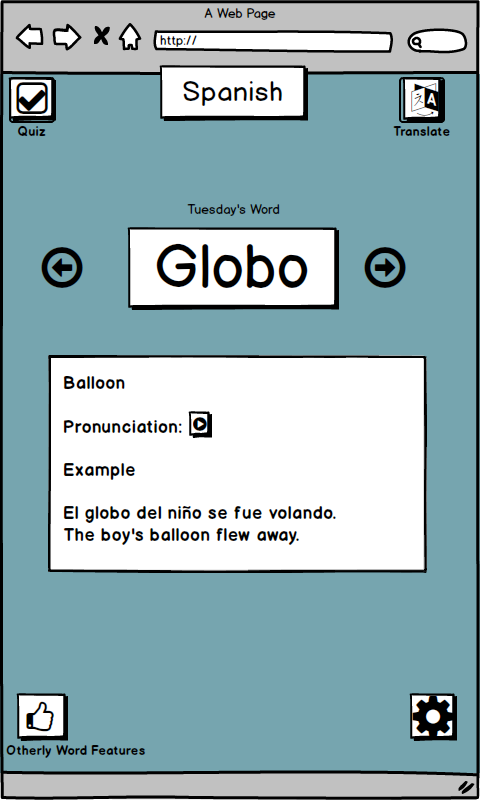 A Web Page
http://
Spanish
Quiz
Translate
Tuesday's Word
Globo
Balloon
Pronunciation:
Example
El globo del niño se fue volando.
The boy's balloon flew away.
Otherly Word Features